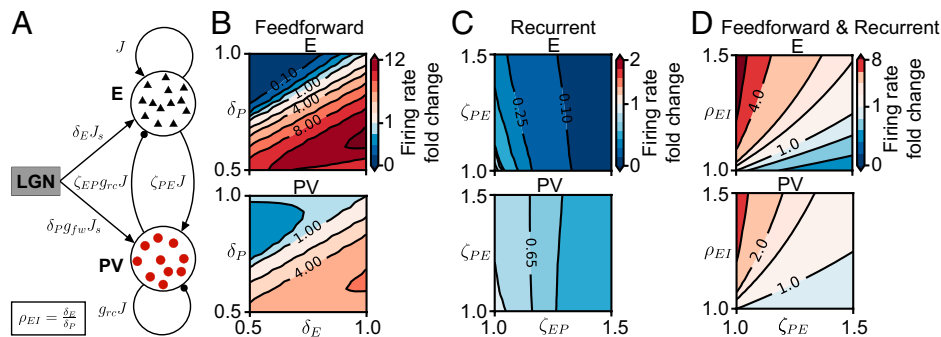 A
J
E
δ_E J_s
LGN
ζ_EP g_rc J
ζ_PE J
δ_P g_fw J_s
PV
g_rc J
ρ_EI = δ_E/δ_P
B
Feedforward
E
1.0
δ_P
0.5
0.10
1.00
4.00
8.00
12
1
0
Firing rate
fold change
PV
1.0
δ_P
0.5
1.00
4.00
0.5
1.0
δ_E
C
Recurrent
E
1.5
ζ_PE
1.0
0.25
0.10
2
1
0
Firing rate
fold change
PV
1.5
ζ_PE
1.0
0.65
1.0
1.5
ζ_EP
D
Feedforward & Recurrent
E
1.5
ρ_EI
1.0
4.0
1.0
8
1
0
Firing rate
fold change
PV
1.5
ρ_EI
1.0
2.0
1.0
1.0
1.5
ζ_PE